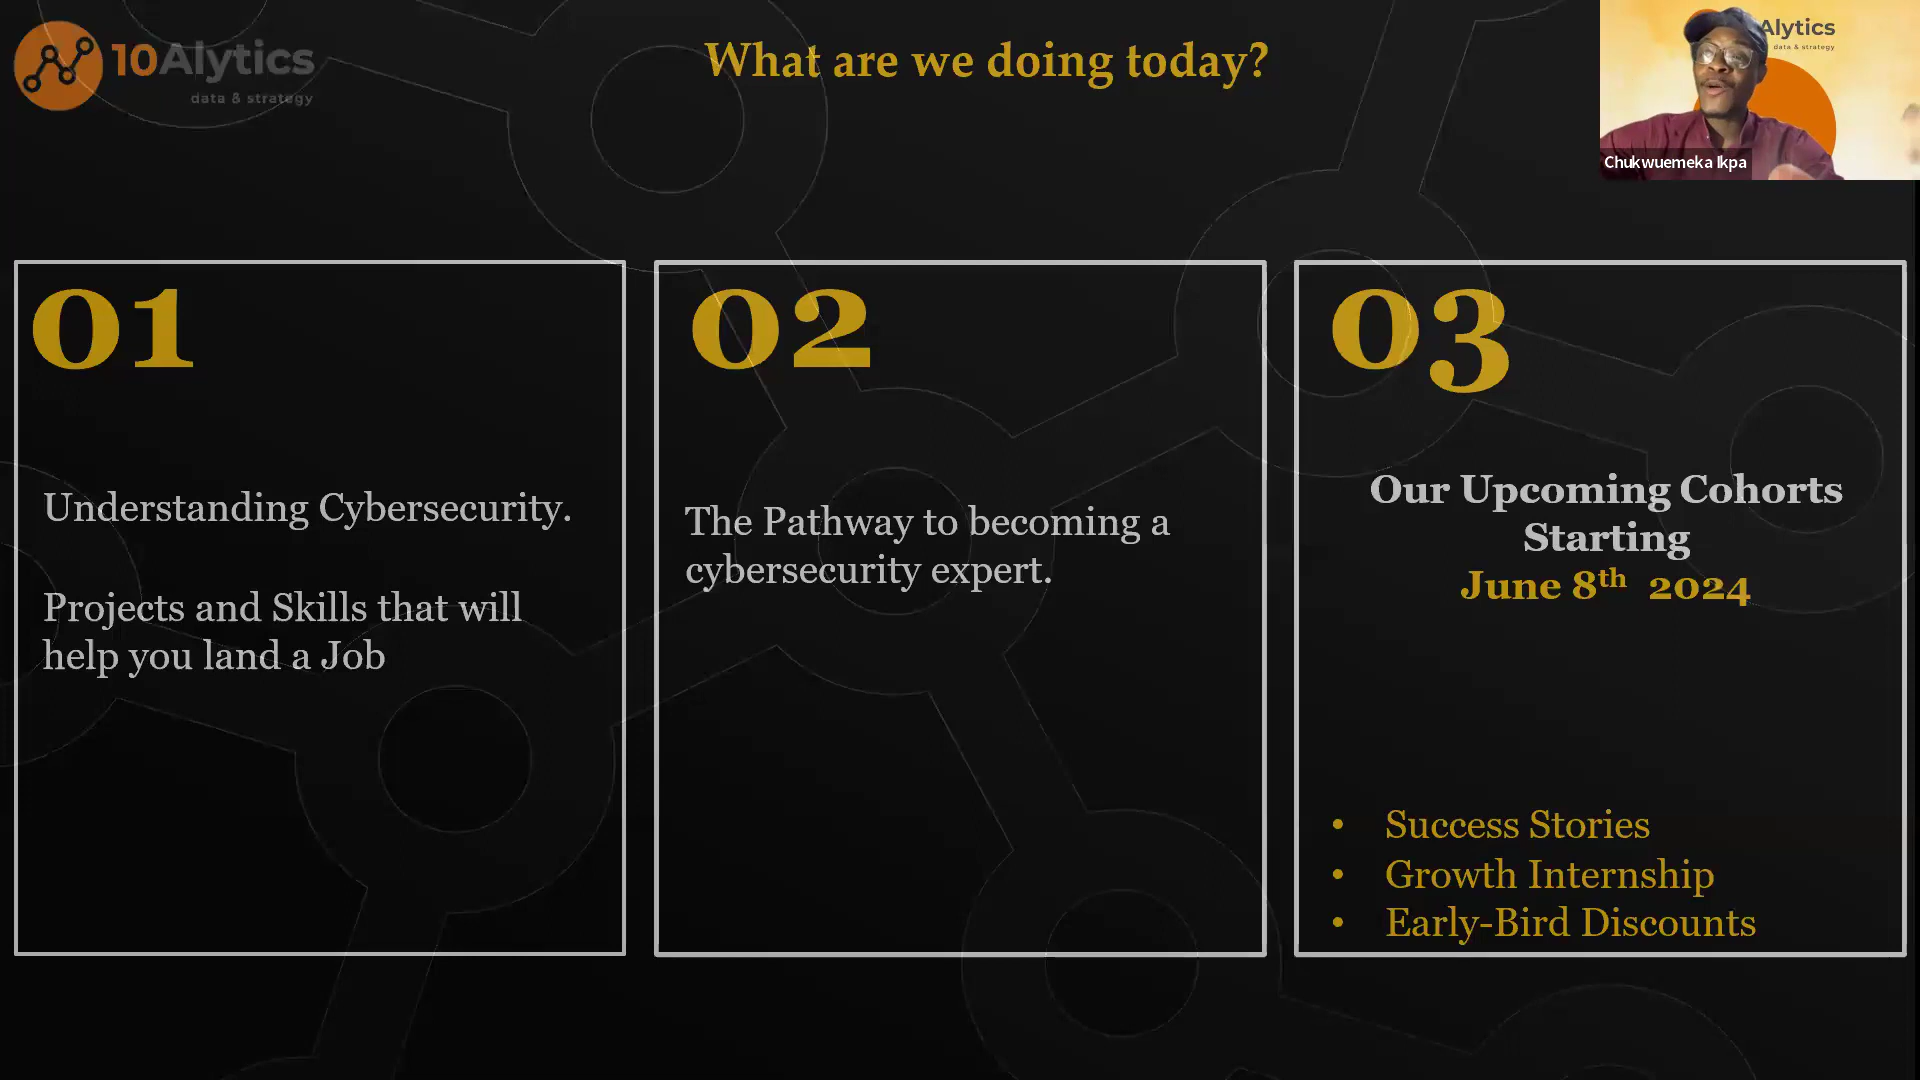 10Alytics
data & strategy
What are we doing today?
Alytics
data & strategy
Chukwuemeka Ikpa
01
Understanding Cybersecurity.
Projects and Skills that will
help you land a Job
02
The Pathway to becoming a
cybersecurity expert.
03
Our Upcoming Cohorts
Starting
June 8th 2024
• Success Stories
• Growth Internship
• Early-Bird Discounts